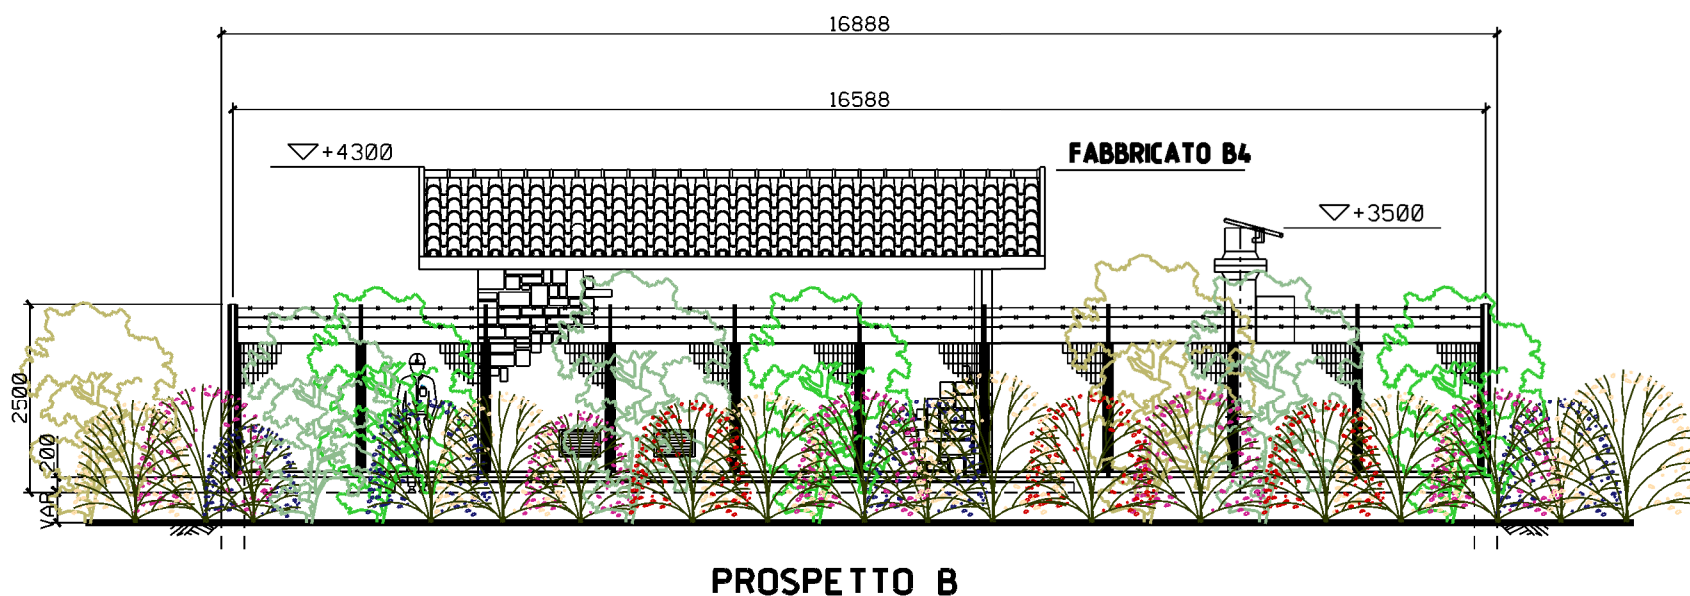 16888
16588
+4300
FABBRICATO B4
+3500
2500
200
VAR.
PROSPETTO B